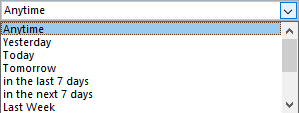 Anytime
Anytime
Yesterday
Today
Tomorrow
in the last 7 days
in the next 7 days
Last Week